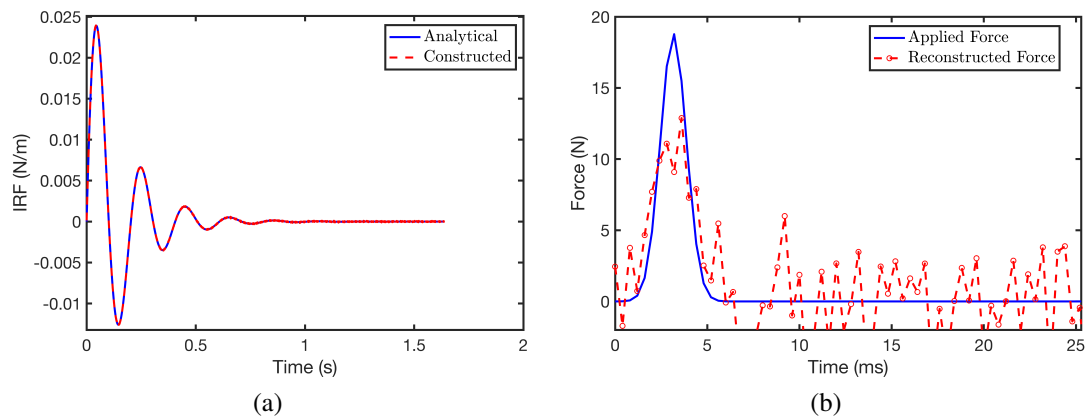 0.025
0.02
0.015
0.01
0.005
0
-0.005
-0.01
IRF (N/m)
0 0.5 1 1.5 2
Time (s)
Analytical
Constructed
(a)
20
15
10
5
0
Force (N)
0 5 10 15 20 25
Time (ms)
Applied Force
Reconstructed Force
(b)